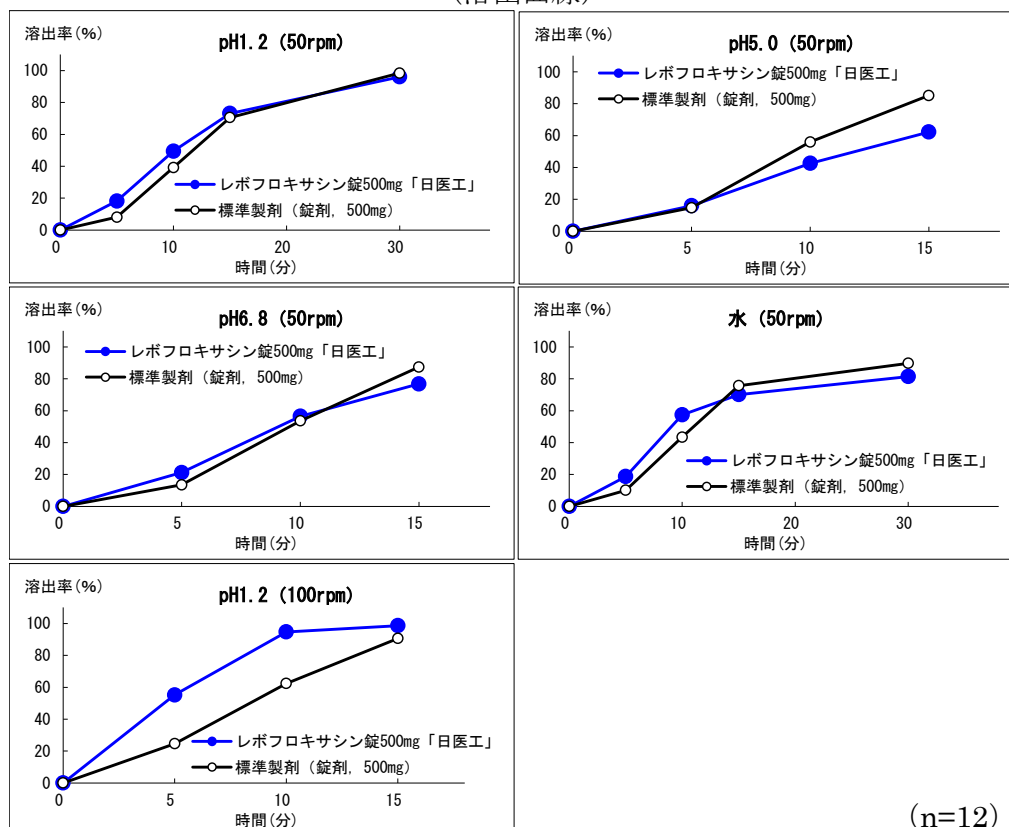 (溶出曲線)
溶出率(%)
pH1.2 (50rpm)
100
80
60
40
20
0
レボフロキサシン錠500mg「日医工」
標準製剤(錠剤, 500mg)
0 10 20 30
時間(分)
溶出率(%)
pH5.0 (50rpm)
100
80
60
40
20
0
レボフロキサシン錠500mg「日医工」
標準製剤(錠剤, 500mg)
0 5 10 15
時間(分)
溶出率(%)
pH6.8 (50rpm)
100
80
60
40
20
0
レボフロキサシン錠500mg「日医工」
標準製剤(錠剤, 500mg)
0 5 10 15
時間(分)
溶出率(%)
水 (50rpm)
100
80
60
40
20
0
レボフロキサシン錠500mg「日医工」
標準製剤(錠剤, 500mg)
0 10 20 30
時間(分)
溶出率(%)
pH1.2 (100rpm)
100
80
60
40
20
0
レボフロキサシン錠500mg「日医工」
標準製剤(錠剤, 500mg)
0 5 10 15
時間(分)
(n=12)